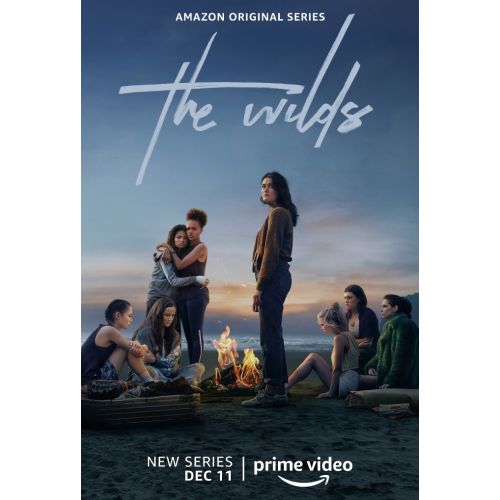 AMAZON ORIGINAL SERIES
the wilds
NEW SERIES
DEC 11
prime video